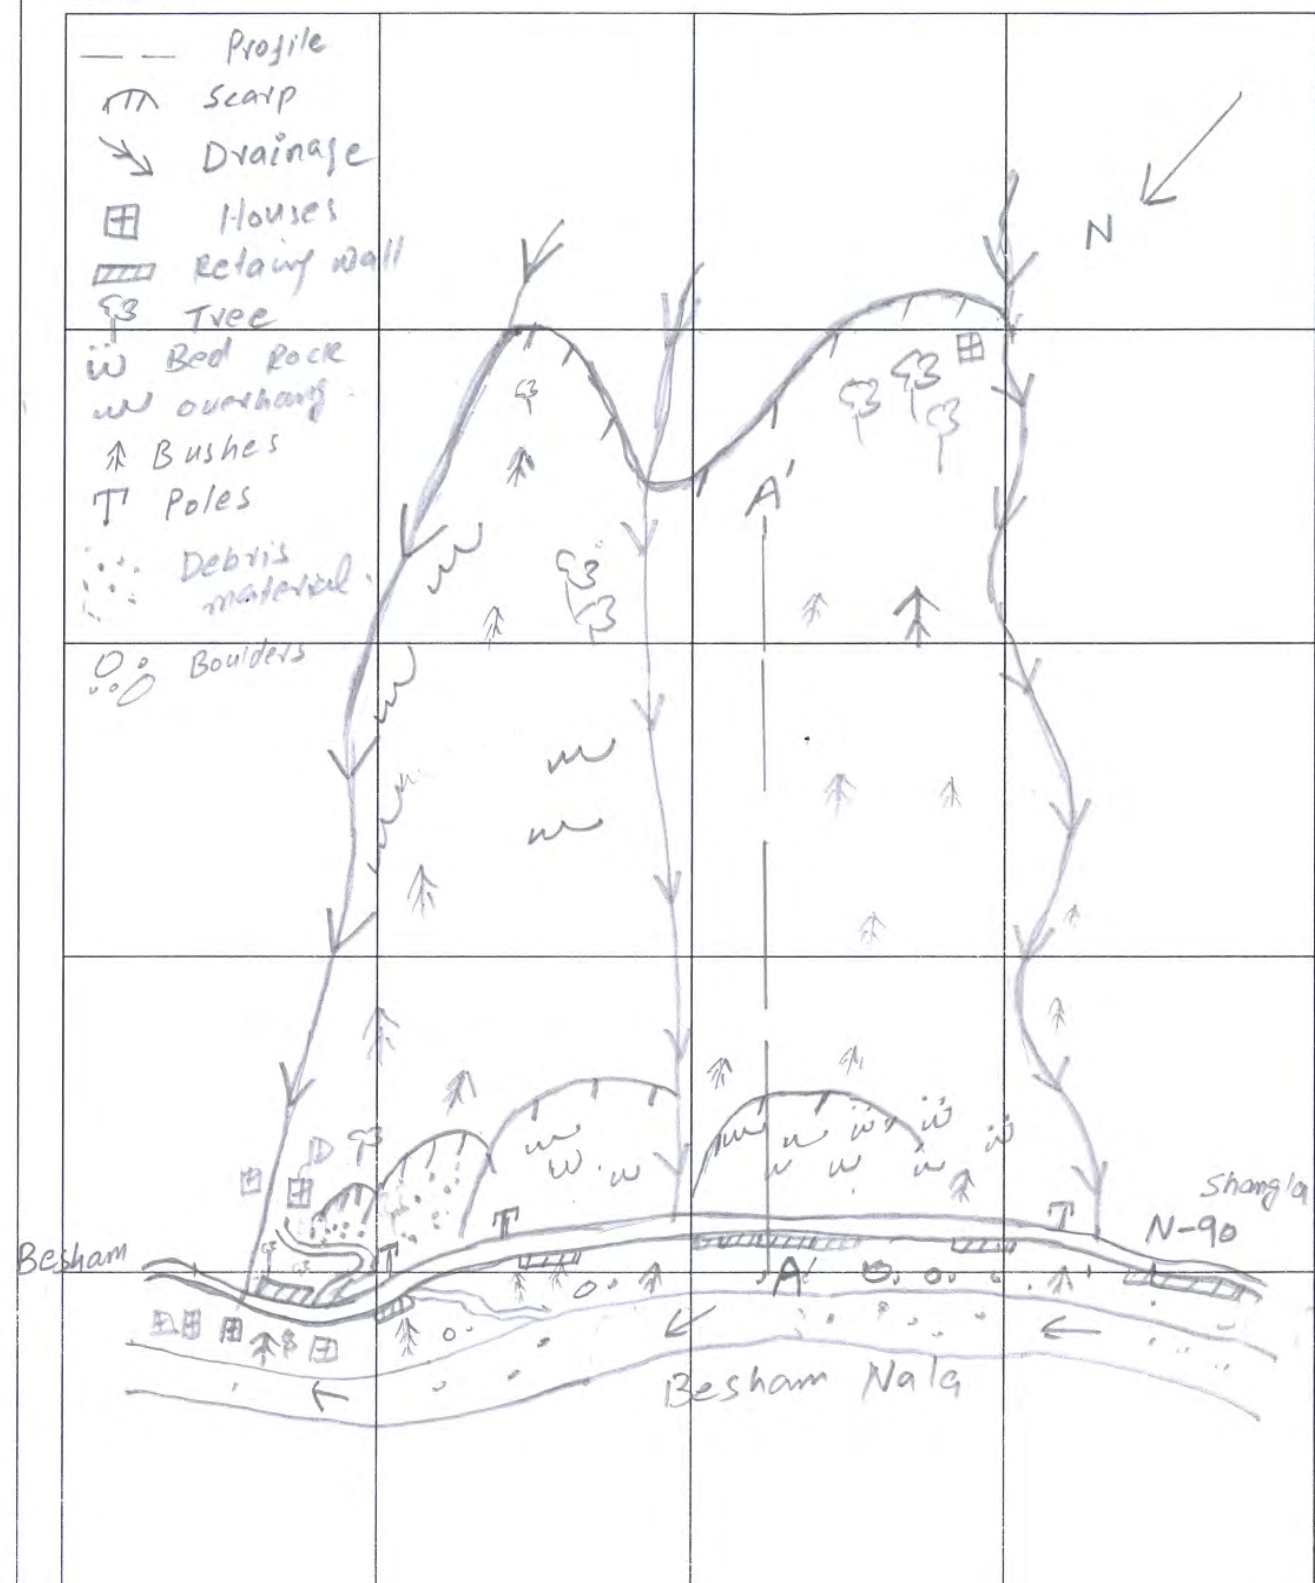 Profile
Scarp
Drainage
Houses
Retaing wall
Tree
Bed Rock
overhang
Bushes
Poles
Debris
material.
Boulders
N
A'
Shangla
N-90
Besham
A
Besham Nala